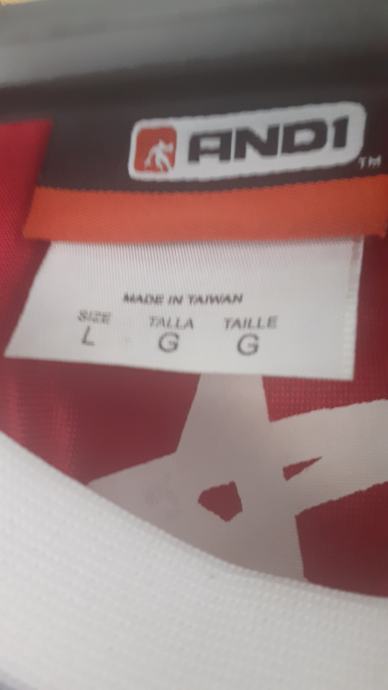 AND1
TM
MADE IN TAIWAN
SIZE TALLA TAILLE
L G G